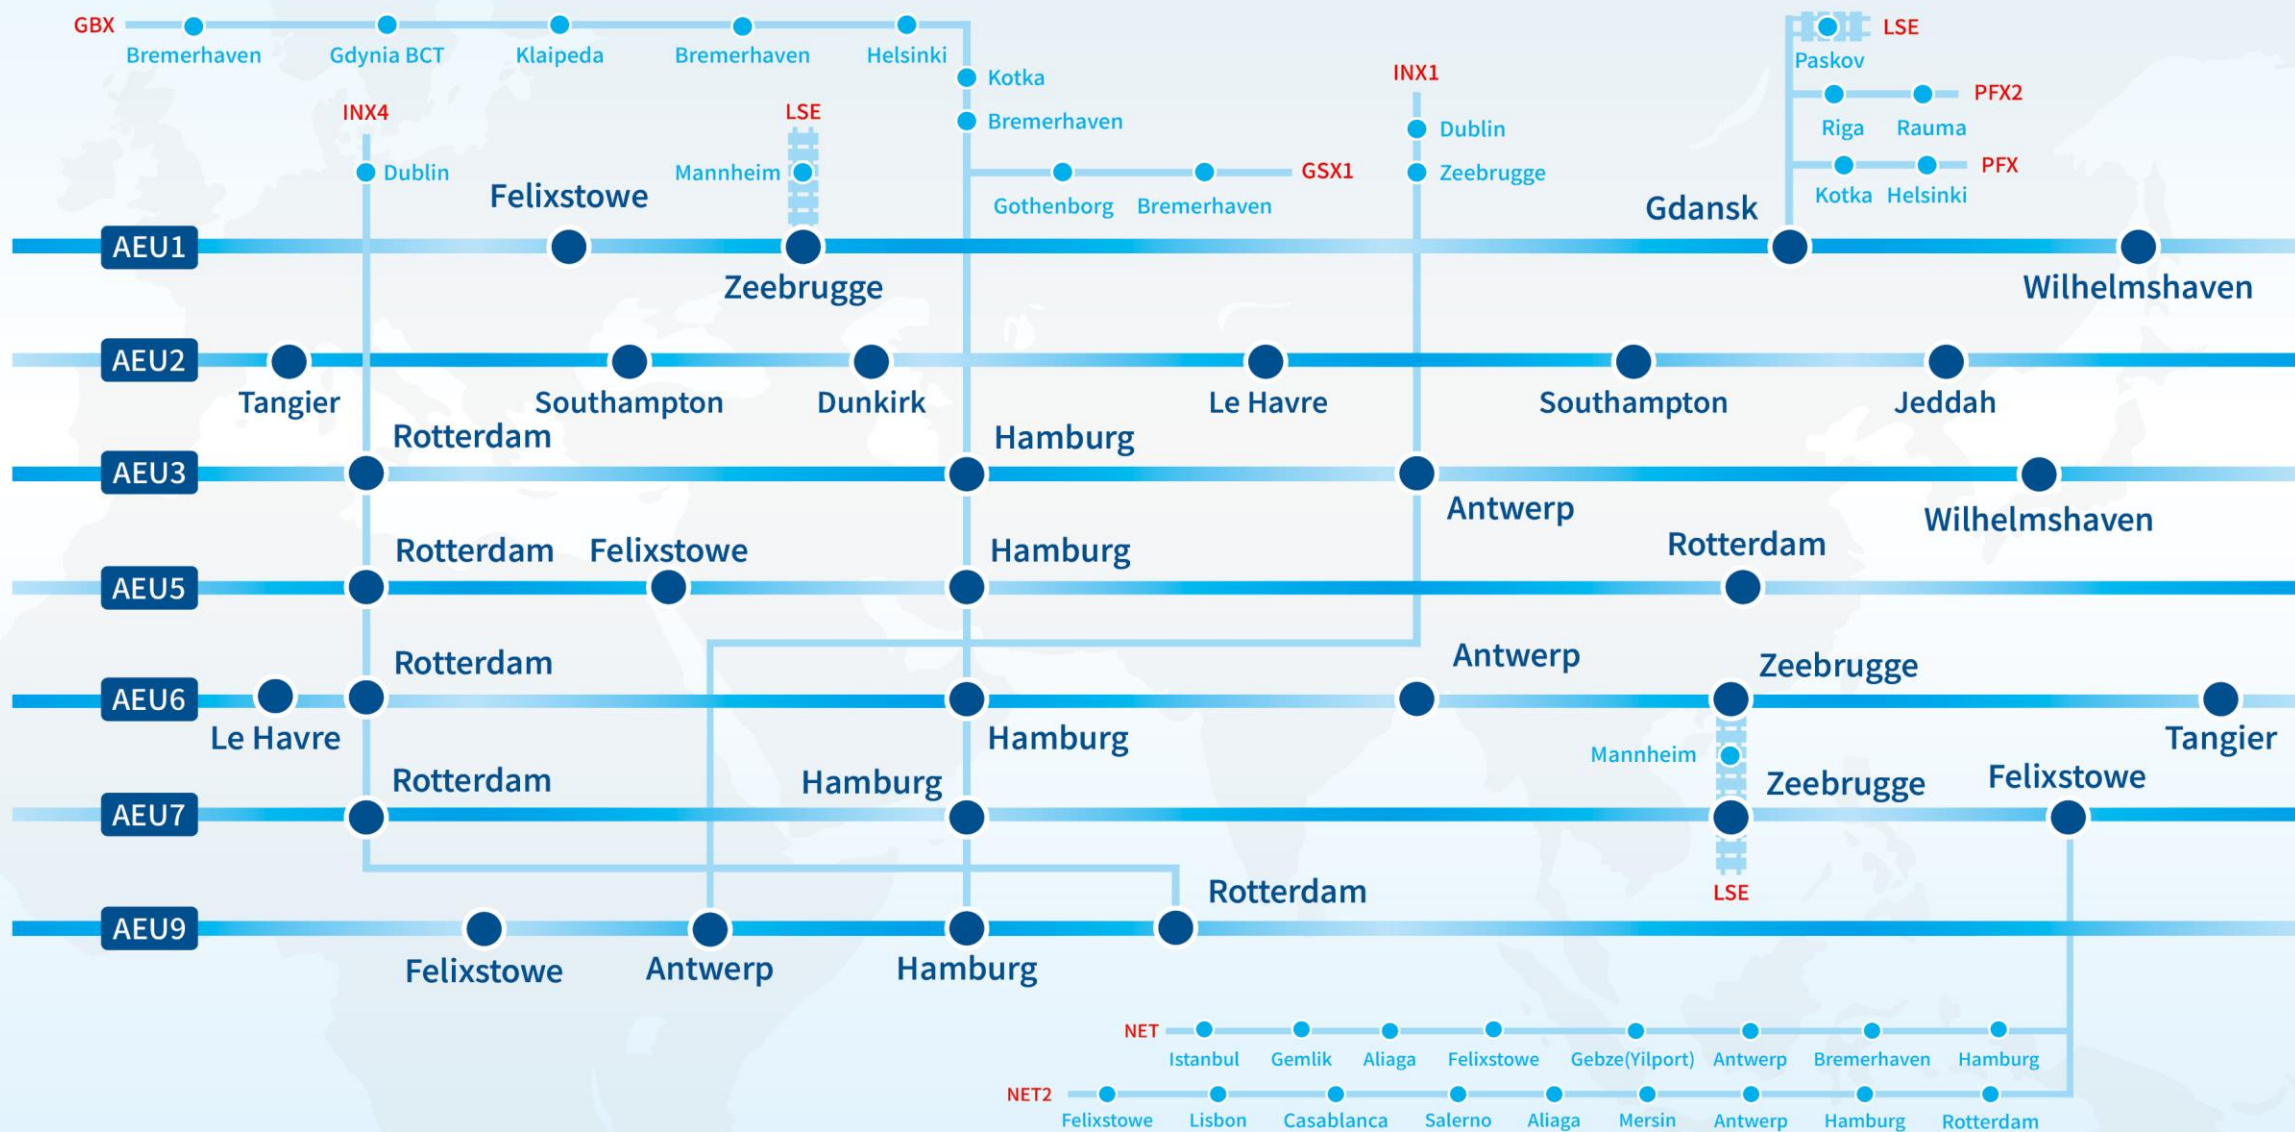 GBX
Bremerhaven
Gdynia BCT
Klaipeda
Bremerhaven
Helsinki
Kotka
Bremerhaven
GSX1
Gothenborg
Bremerhaven
INX4
Dublin
LSE
Mannheim
INX1
Dublin
Zeebrugge
LSE
Paskov
PFX2
Riga
Rauma
PFX
Kotka
Helsinki
AEU1
Felixstowe
Zeebrugge
Gdansk
Wilhelmshaven
AEU2
Tangier
Southampton
Dunkirk
Le Havre
Southampton
Jeddah
AEU3
Rotterdam
Hamburg
Antwerp
Wilhelmshaven
AEU5
Rotterdam
Felixstowe
Hamburg
Rotterdam
AEU6
Le Havre
Rotterdam
Hamburg
Antwerp
Zeebrugge
Tangier
Mannheim
AEU7
Rotterdam
Hamburg
Zeebrugge
Felixstowe
LSE
AEU9
Felixstowe
Antwerp
Hamburg
Rotterdam
NET
Istanbul
Gemlik
Aliaga
Felixstowe
Gebze(Yilport)
Antwerp
Bremerhaven
Hamburg
NET2
Felixstowe
Lisbon
Casablanca
Salerno
Aliaga
Mersin
Antwerp
Hamburg
Rotterdam